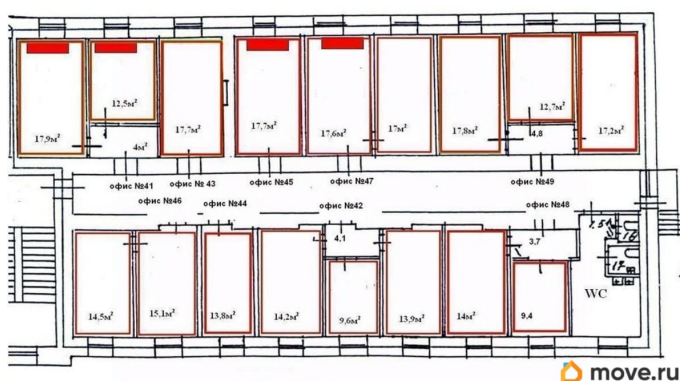 17,9м²
12,5м²
17,7м²
17,7м²
17,6м²
17м²
17,8м²
12,7м²
17,2м²
4м²
4,8
офис №41
офис № 43
офис №45
офис №47
офис №49
офис №46
офис №44
офис №42
офис №48
4,1
3,7
14,5м²
15,1м²
13,8м²
14,2м²
9,6м²
13,9м²
14м²
9,4
WC
move.ru